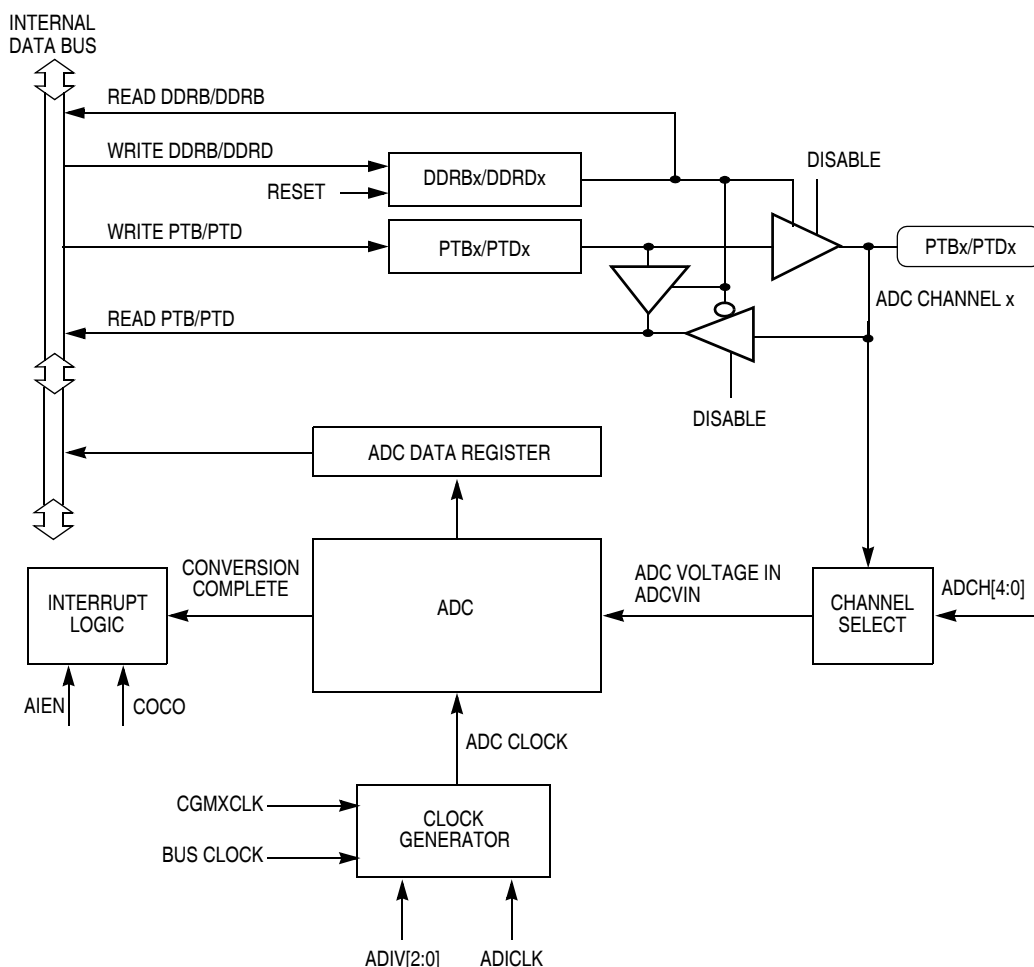 INTERNAL
DATA BUS
READ DDRB/DDRB
WRITE DDRB/DDRD
DISABLE
DDRBx/DDRDx
RESET
WRITE PTB/PTD
PTBx/PTDx
PTBx/PTDx
ADC CHANNEL x
READ PTB/PTD
DISABLE
ADC DATA REGISTER
CONVERSION
COMPLETE
ADC VOLTAGE IN
ADCVIN
ADCH[4:0]
INTERRUPT
LOGIC
ADC
CHANNEL
SELECT
AIEN
COCO
ADC CLOCK
CGMXCLK
CLOCK
GENERATOR
BUS CLOCK
ADIV[2:0]
ADICLK